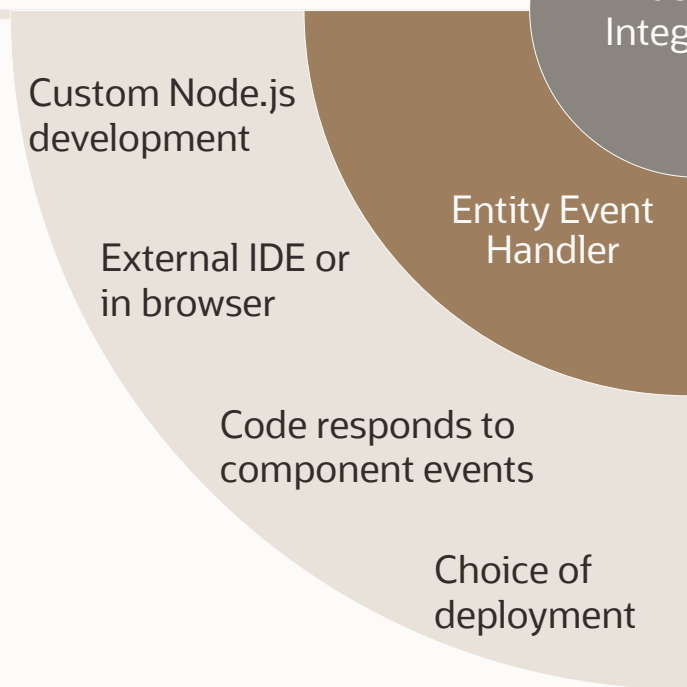 Integ
Custom Node.js
development
Entity Event
Handler
External IDE or
in browser
Code responds to
component events
Choice of
deployment